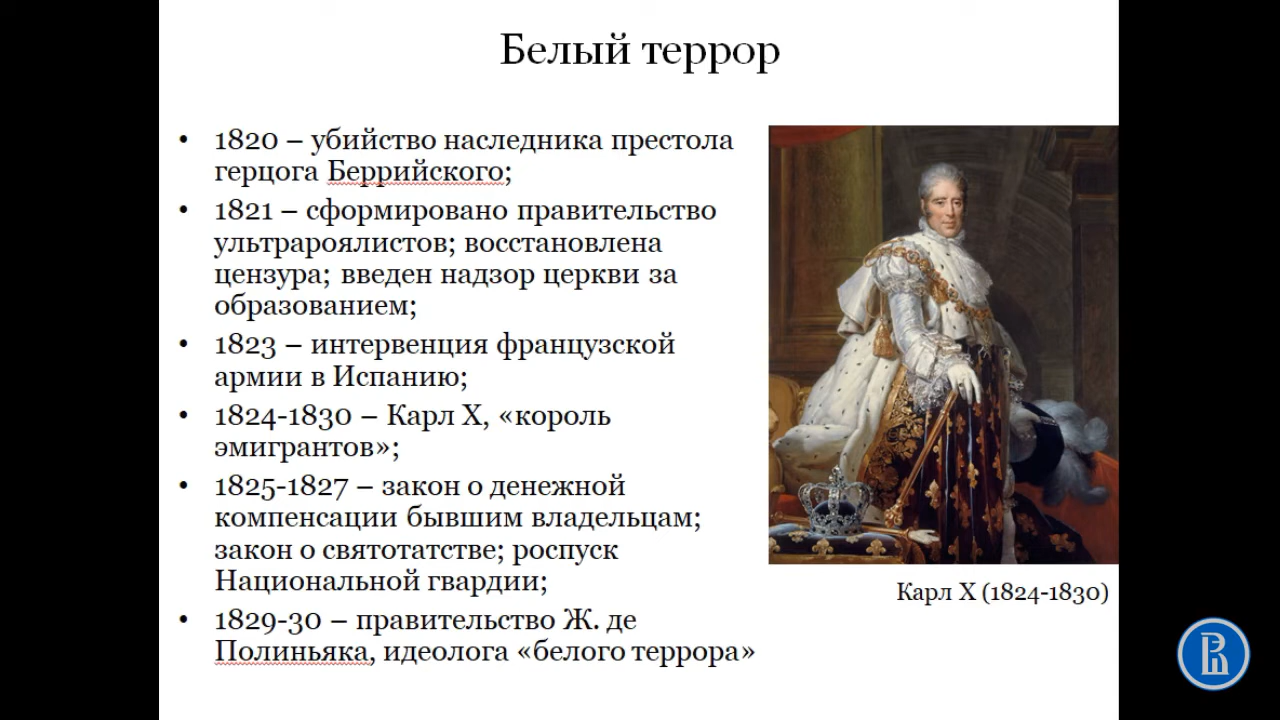 Белый террор
• 1820 – убийство наследника престола
герцога Беррийского;
• 1821 – сформировано правительство
ультрароялистов; восстановлена
цензура; введен надзор церкви за
образованием;
• 1823 – интервенция французской
армии в Испанию;
• 1824-1830 – Карл X, «король
эмигрантов»;
• 1825-1827 – закон о денежной
компенсации бывшим владельцам;
закон о святотатстве; роспуск
Национальной гвардии;
• 1829-30 – правительство Ж. де
Полиньяка, идеолога «белого террора»
Карл X (1824-1830)